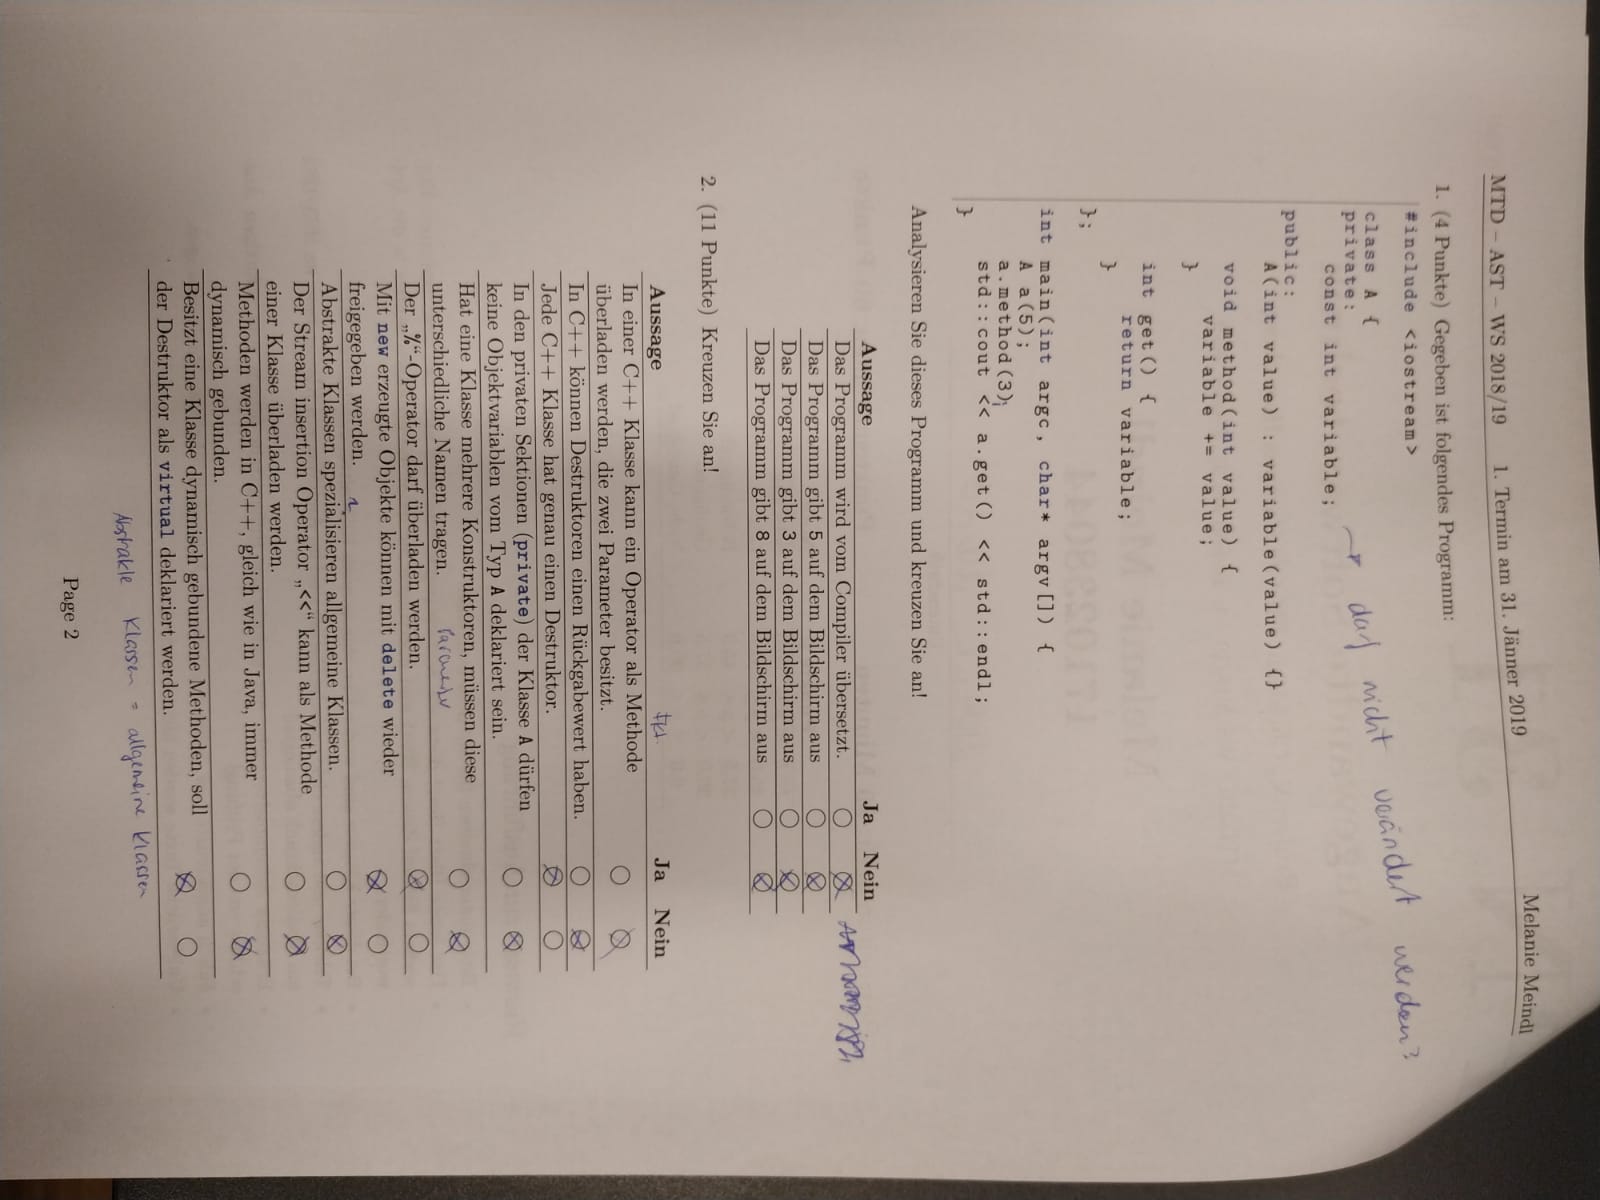 MTD – AST – WS 2018/19 1. Termin am 31. Jänner 2019 Melanie Meindl
1. (4 Punkte) Gegeben ist folgendes Programm:
#include <iostream>
class A {
private:
const int variable;
→ darf nicht verändert werden?
public:
A(int value) : variable(value) {}
void method(int value) {
variable += value;
}
int get() {
return variable;
}
};
int main(int argc, char* argv[]) {
A a(5);
a.method(3);
std::cout << a.get() << std::endl;
}
Analysieren Sie dieses Programm und kreuzen Sie an!
Aussage Ja Nein
Das Programm wird vom Compiler übersetzt.
Das Programm gibt 5 auf dem Bildschirm aus
Das Programm gibt 3 auf dem Bildschirm aus
Das Programm gibt 8 auf dem Bildschirm aus
2. (11 Punkte) Kreuzen Sie an!
Aussage Ja Nein
In einer C++ Klasse kann ein Operator als Methode
überladen werden, die zwei Parameter besitzt.
In C++ können Destruktoren einen Rückgabewert haben.
Jede C++ Klasse hat genau einen Destruktor.
In den privaten Sektionen (private) der Klasse A dürfen
keine Objektvariablen vom Typ A deklariert sein.
Hat eine Klasse mehrere Konstruktoren, müssen diese
unterschiedliche Namen tragen. Parameter
Der „%“-Operator darf überladen werden.
Mit new erzeugte Objekte können mit delete wieder
freigegeben werden.
Abstrakte Klassen spezialisieren allgemeine Klassen.
Der Stream insertion Operator „<<“ kann als Methode
einer Klasse überladen werden.
Methoden werden in C++, gleich wie in Java, immer
dynamisch gebunden.
Besitzt eine Klasse dynamisch gebundene Methoden, soll
der Destruktor als virtual deklariert werden.
Abstrakte Klassen = allgemeine Klassen
Page 2